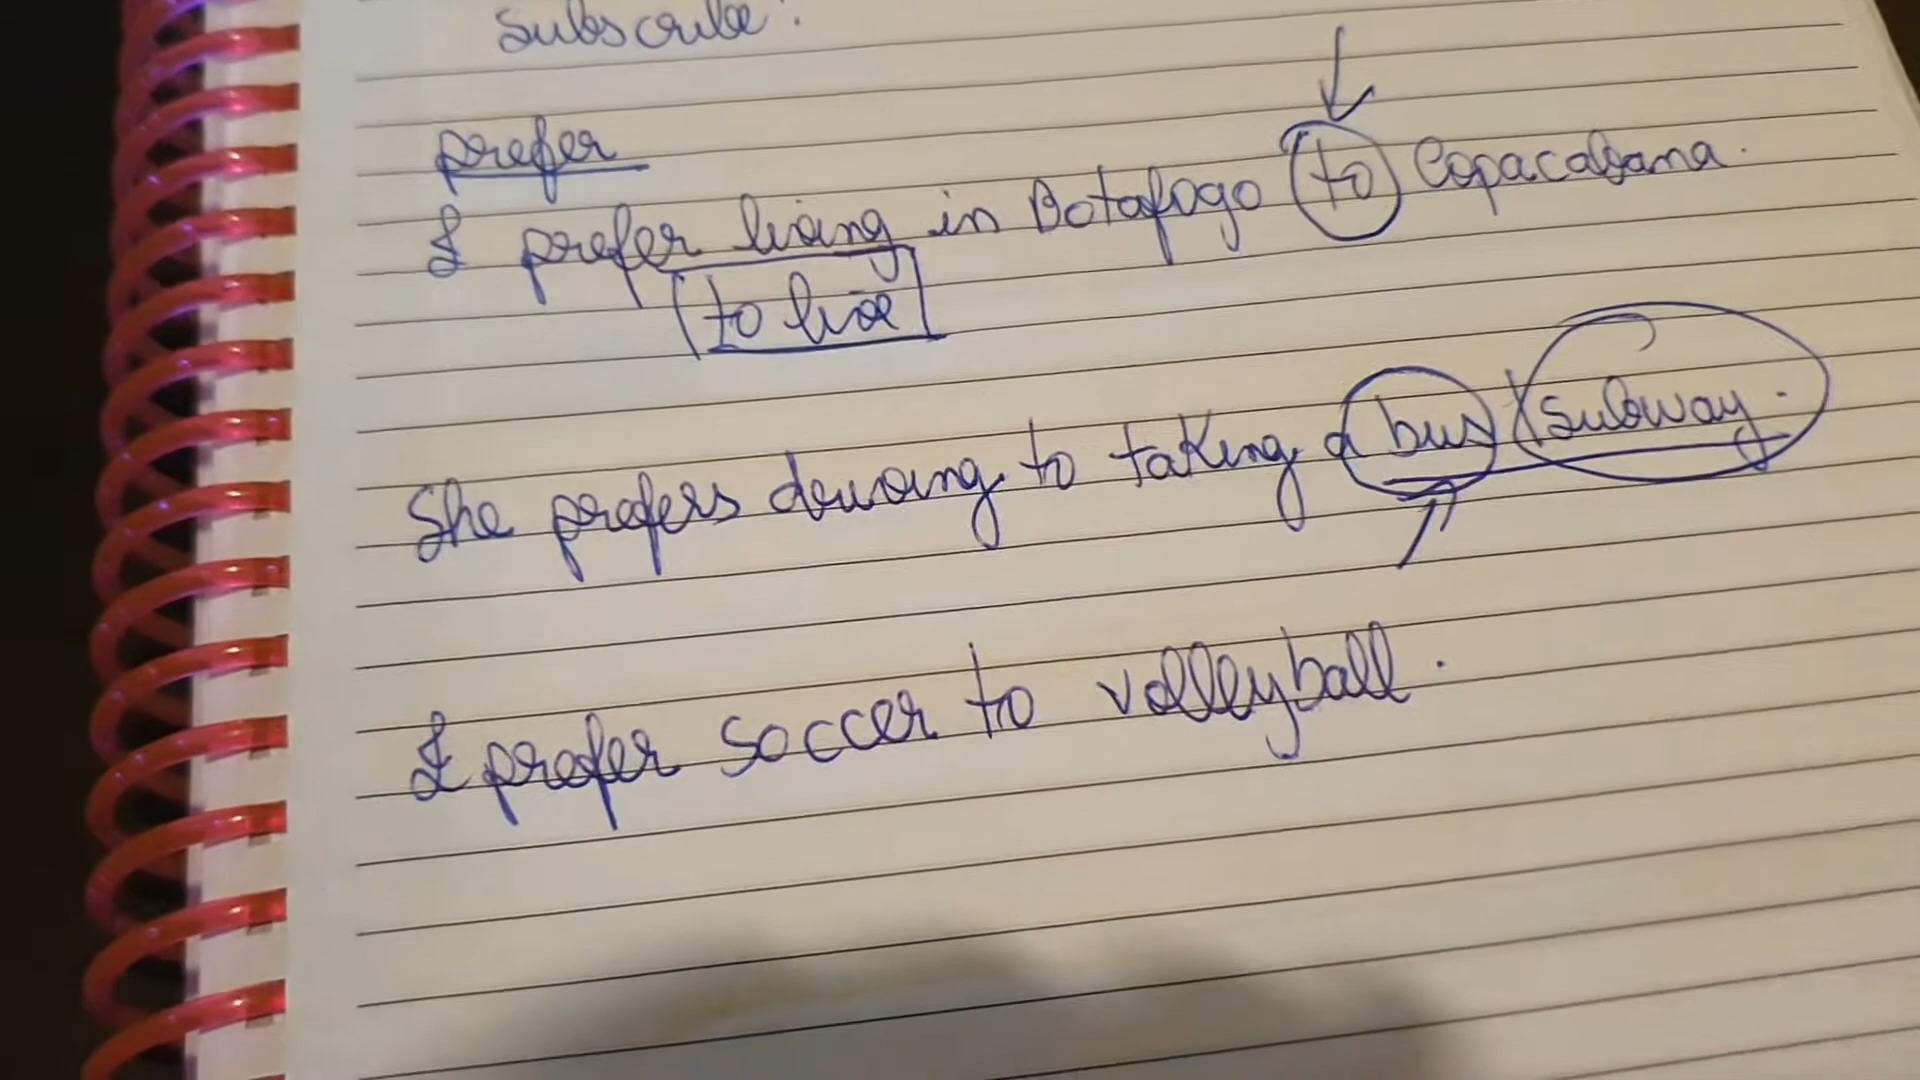 Subscribe.
prefer
I prefer living in Botafogo to Copacabana.
to live
She prefers driving to taking a bus / subway.
I prefer soccer to volleyball.